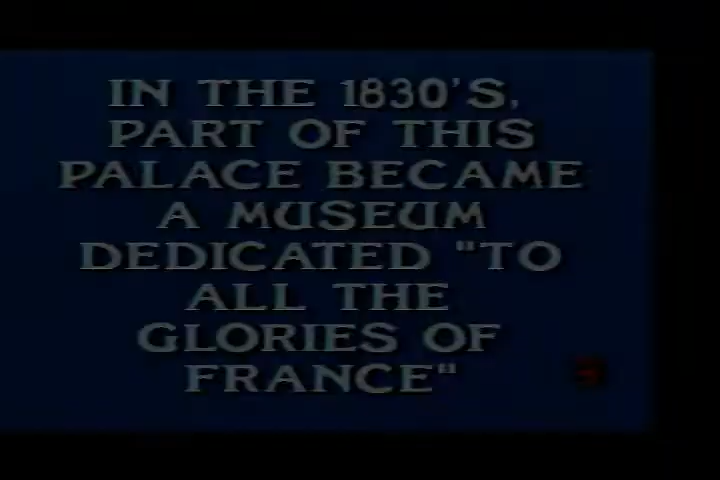 IN THE 1830'S,
PART OF THIS
PALACE BECAME
A MUSEUM
DEDICATED "TO
ALL THE
GLORIES OF
FRANCE"